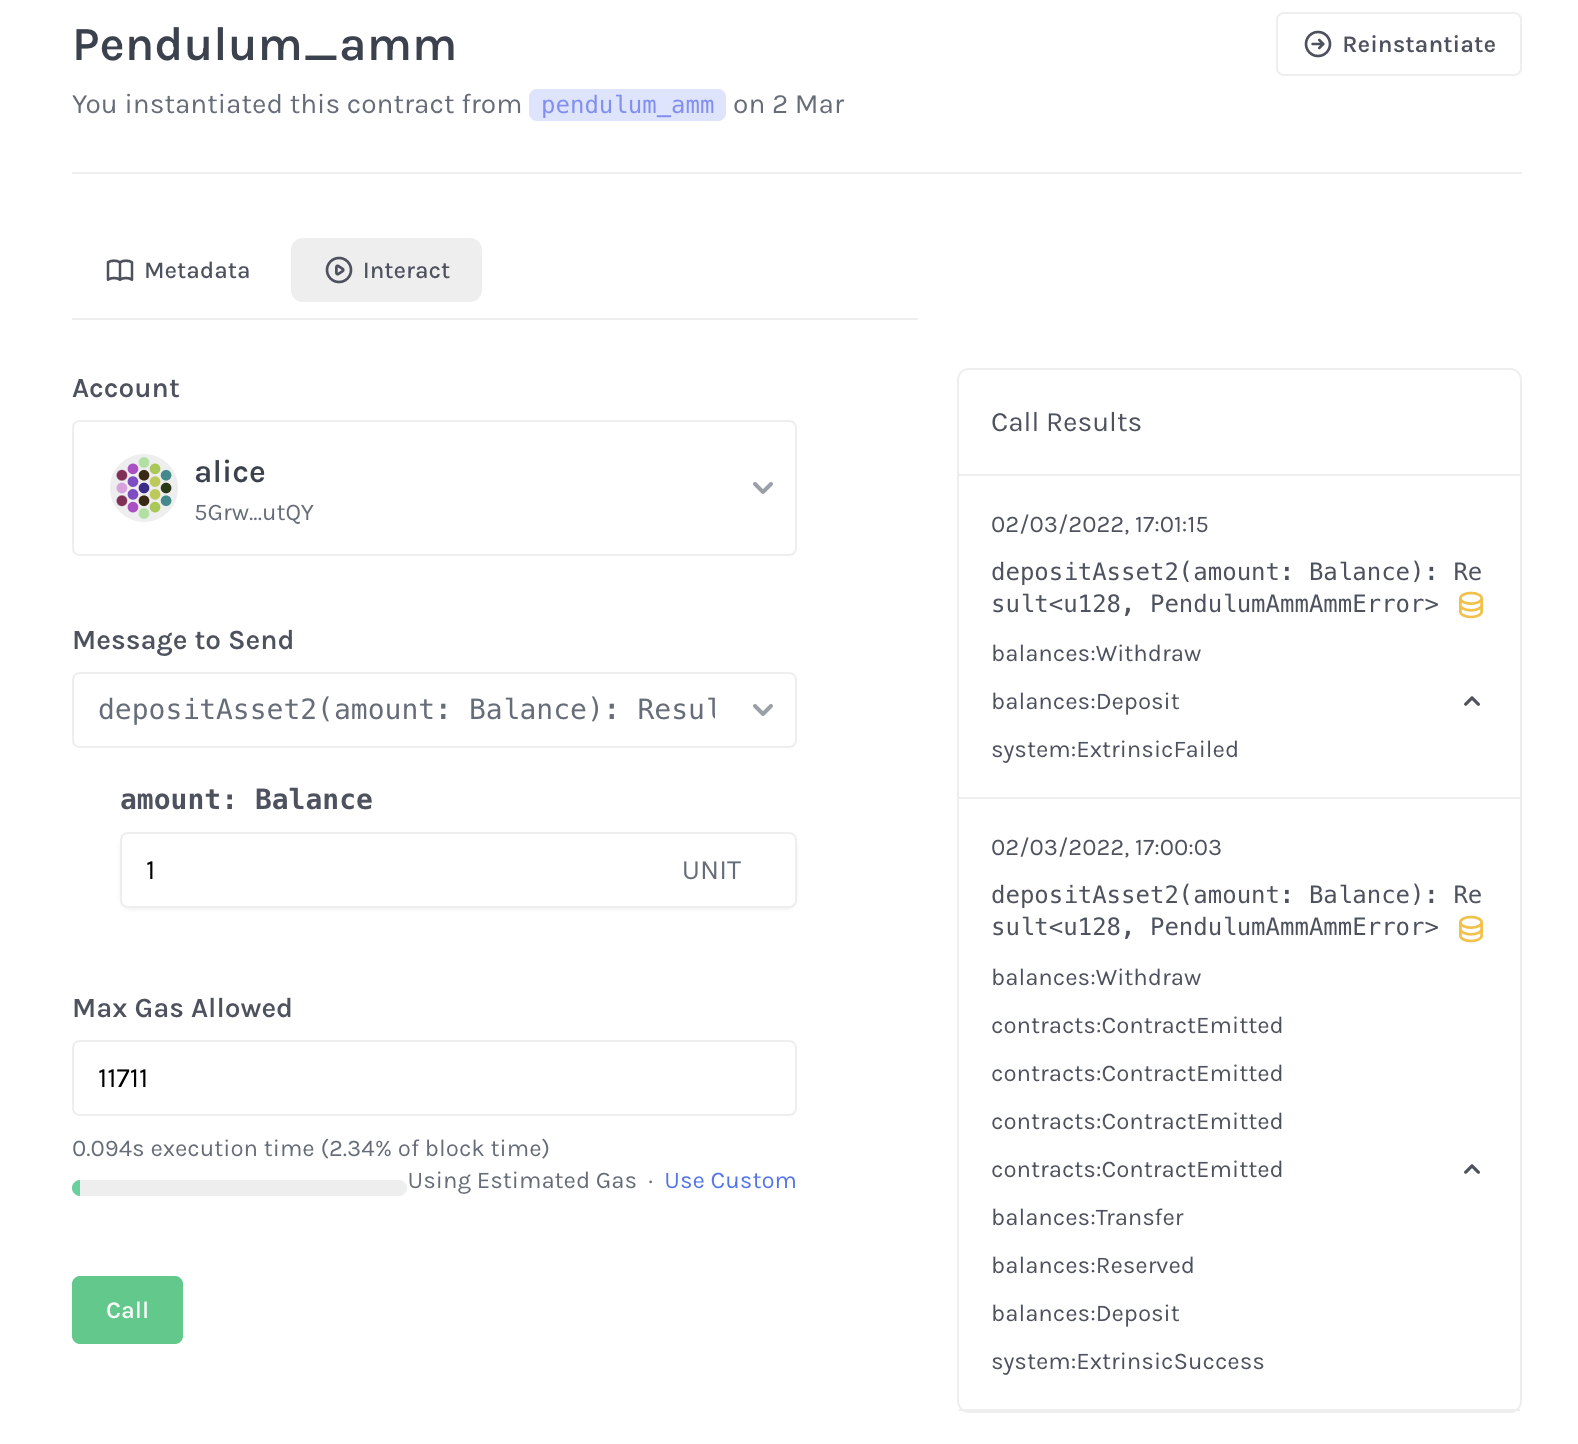 Pendulum_amm
Reinstantiate
You instantiated this contract from pendulum_amm on 2 Mar
Metadata
Interact
Account
alice
5Grw...utQY
Message to Send
depositAsset2(amount: Balance): Resul
amount: Balance
1 UNIT
Max Gas Allowed
11711
0.094s execution time (2.34% of block time)
Using Estimated Gas · Use Custom
Call
Call Results
02/03/2022, 17:01:15
depositAsset2(amount: Balance): Re
sult<u128, PendulumAmmAmmError>
balances:Withdraw
balances:Deposit
system:ExtrinsicFailed
02/03/2022, 17:00:03
depositAsset2(amount: Balance): Re
sult<u128, PendulumAmmAmmError>
balances:Withdraw
contracts:ContractEmitted
contracts:ContractEmitted
contracts:ContractEmitted
contracts:ContractEmitted
balances:Transfer
balances:Reserved
balances:Deposit
system:ExtrinsicSuccess